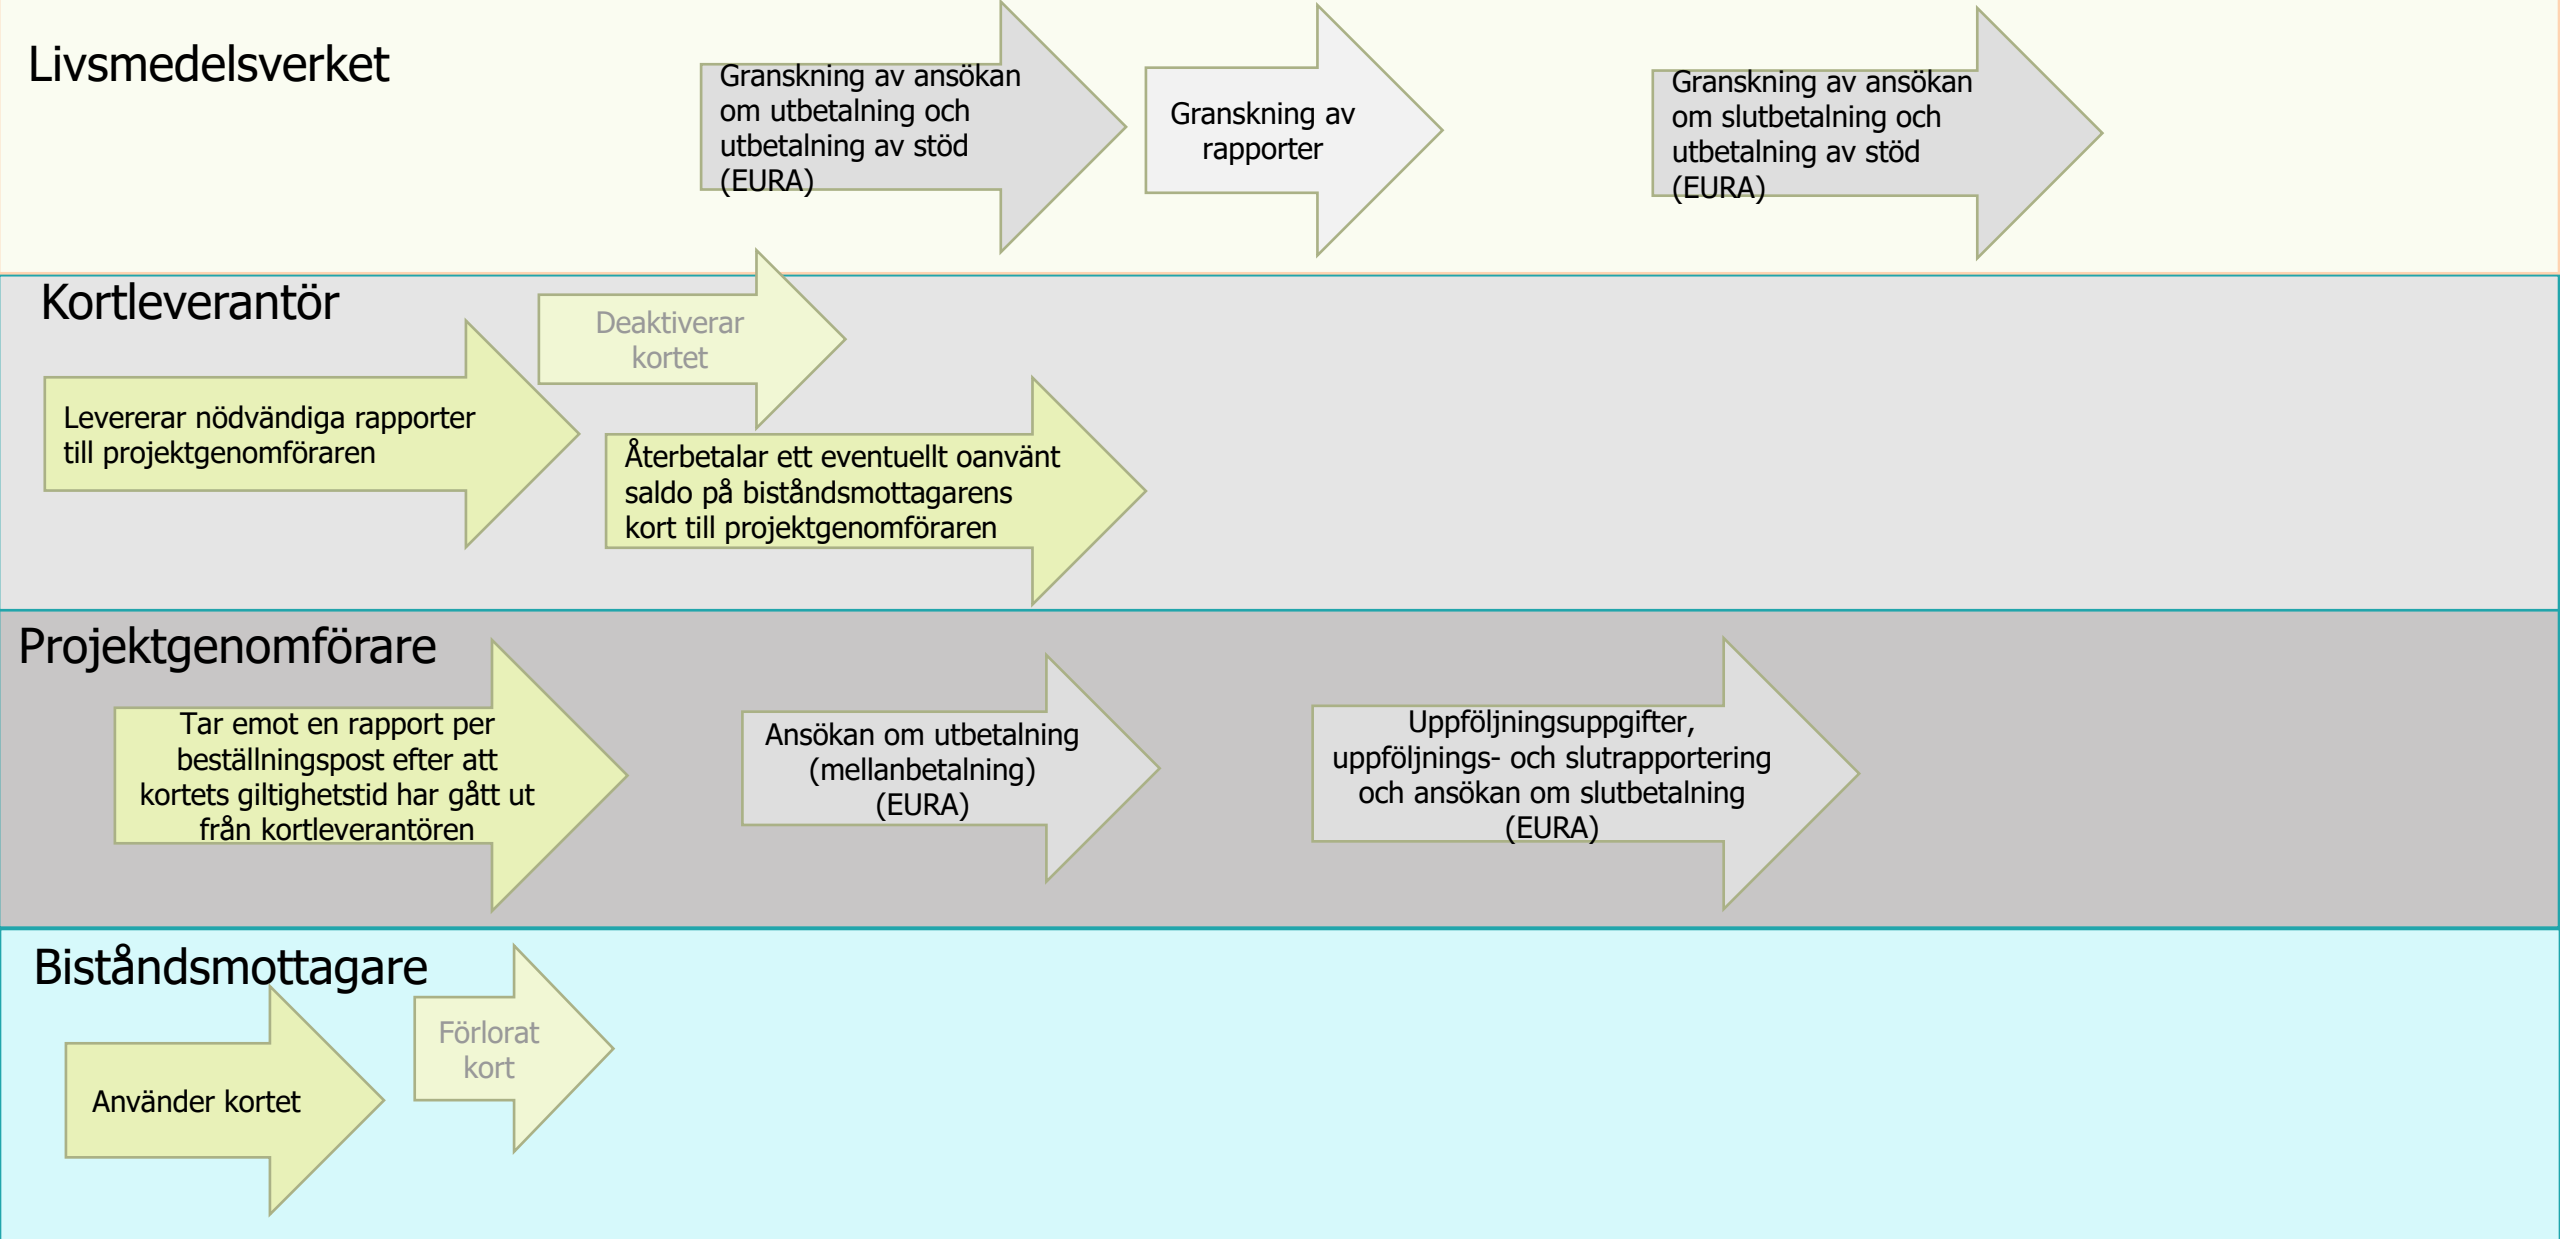 Livsmedelsverket
Granskning av ansökan
om utbetalning och
utbetalning av stöd
(EURA)
Granskning av
rapporter
Granskning av ansökan
om slutbetalning och
utbetalning av stöd
(EURA)
Kortleverantör
Deaktiverar
kortet
Levererar nödvändiga rapporter
till projektgenomföraren
Återbetalar ett eventuellt oanvänt
saldo på biståndsmottagarens
kort till projektgenomföraren
Projektgenomförare
Tar emot en rapport per
beställningspost efter att
kortets giltighetstid har gått ut
från kortleverantören
Ansökan om utbetalning
(mellanbetalning)
(EURA)
Uppföljningsuppgifter,
uppföljnings- och slutrapportering
och ansökan om slutbetalning
(EURA)
Biståndsmottagare
Förlorat
kort
Använder kortet